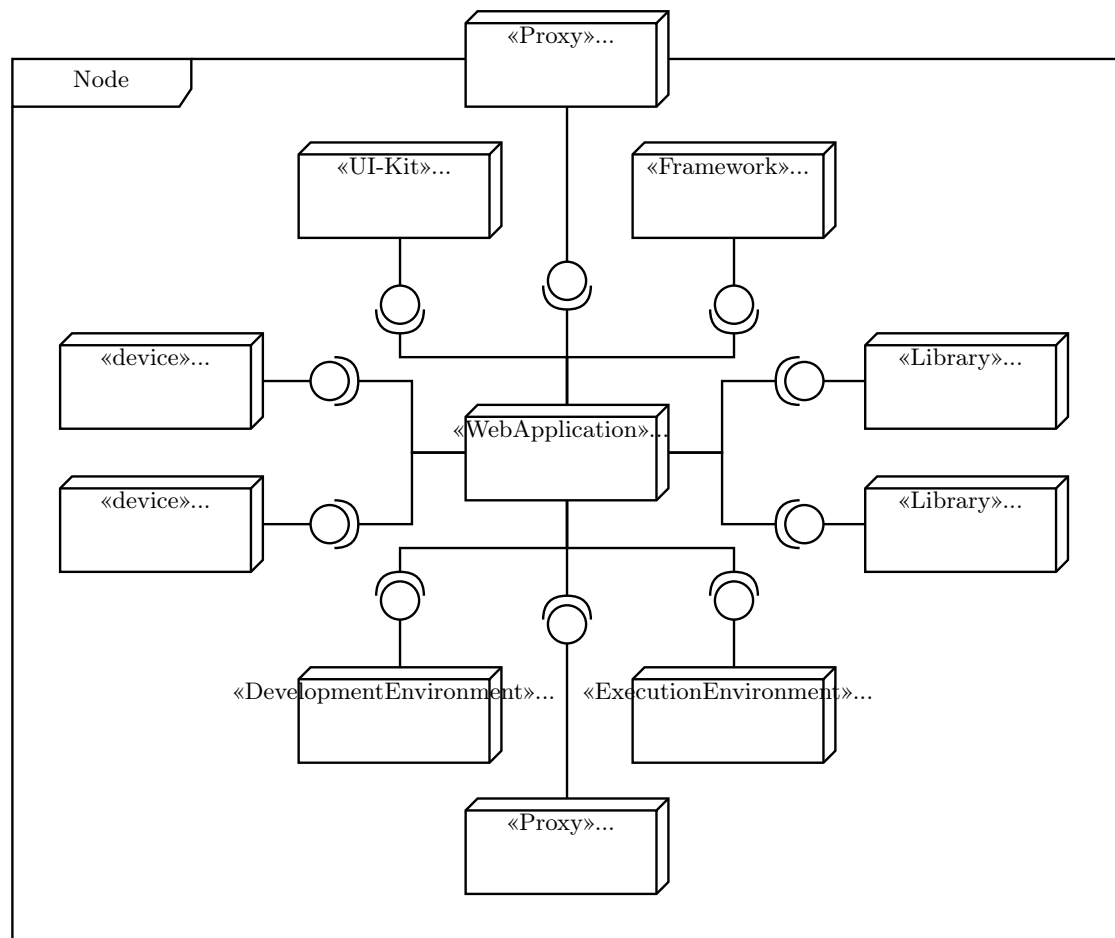 «Proxy»...
Node
«UI-Kit»...
«Framework»...
«device»...
«Library»...
«WebApplication»...
«device»...
«Library»...
«DevelopmentEnvironment»...
«ExecutionEnvironment»...
«Proxy»...